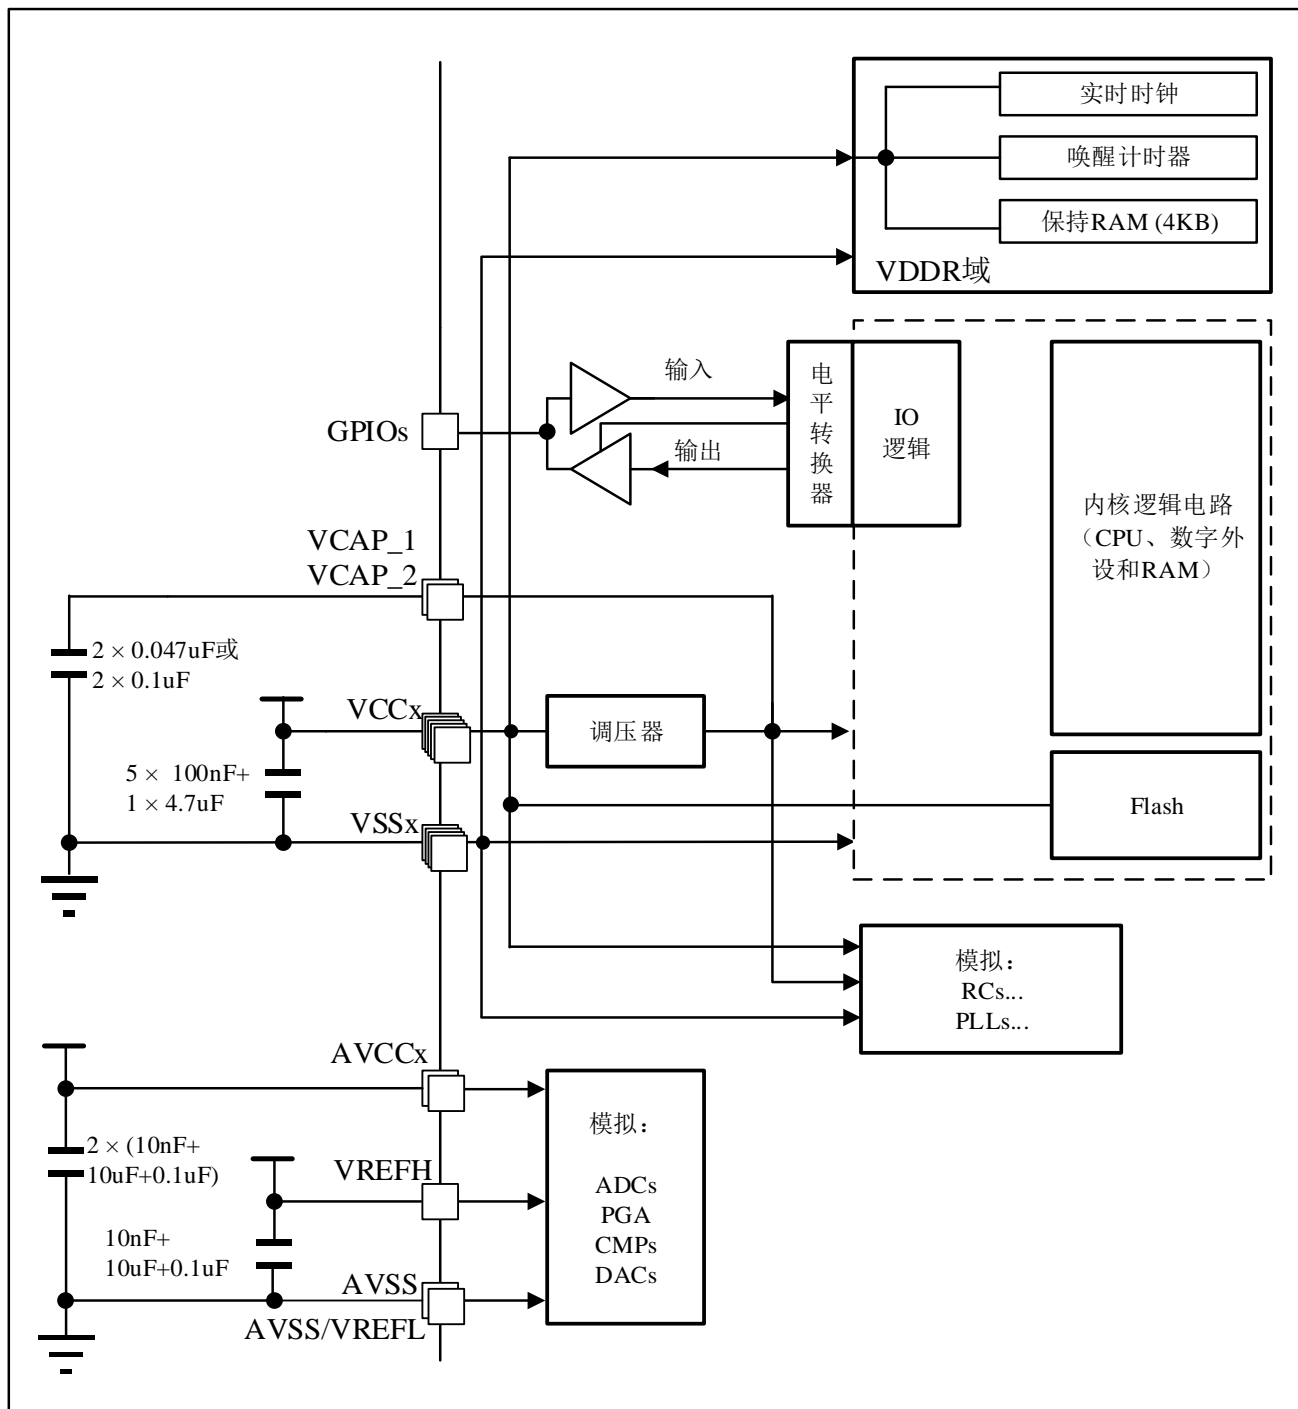 实时时钟
唤醒计时器
保持RAM (4KB)
VDDR域
输入
电平转换器
IO
逻辑
GPIOs
输出
内核逻辑电路
（CPU、数字外
设和RAM）
VCAP_1
VCAP_2
2 × 0.047uF或
2 × 0.1uF
VCCx
调压器
5 × 100nF+
1 × 4.7uF
Flash
VSSx
模拟：
RCs...
PLLs...
AVCCx
模拟：
2 × (10nF+
10uF+0.1uF)
VREFH
ADCs
PGA
CMPs
DACs
10nF+
10uF+0.1uF
AVSS
AVSS/VREFL